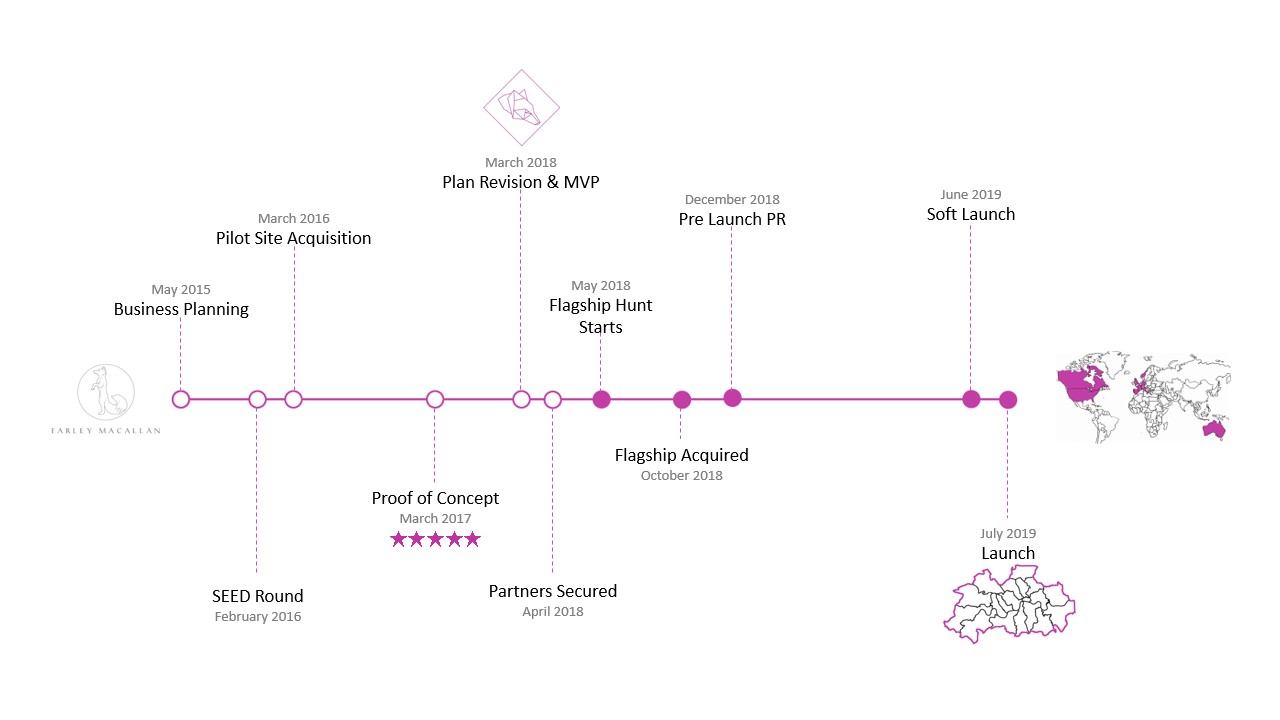 March 2018
Plan Revision & MVP
December 2018
Pre Launch PR
June 2019
Soft Launch
March 2016
Pilot Site Acquisition
May 2015
Business Planning
May 2018
Flagship Hunt
Starts
FARLEY MACALLAN
Flagship Acquired
October 2018
Proof of Concept
March 2017
July 2019
Launch
SEED Round
February 2016
Partners Secured
April 2018